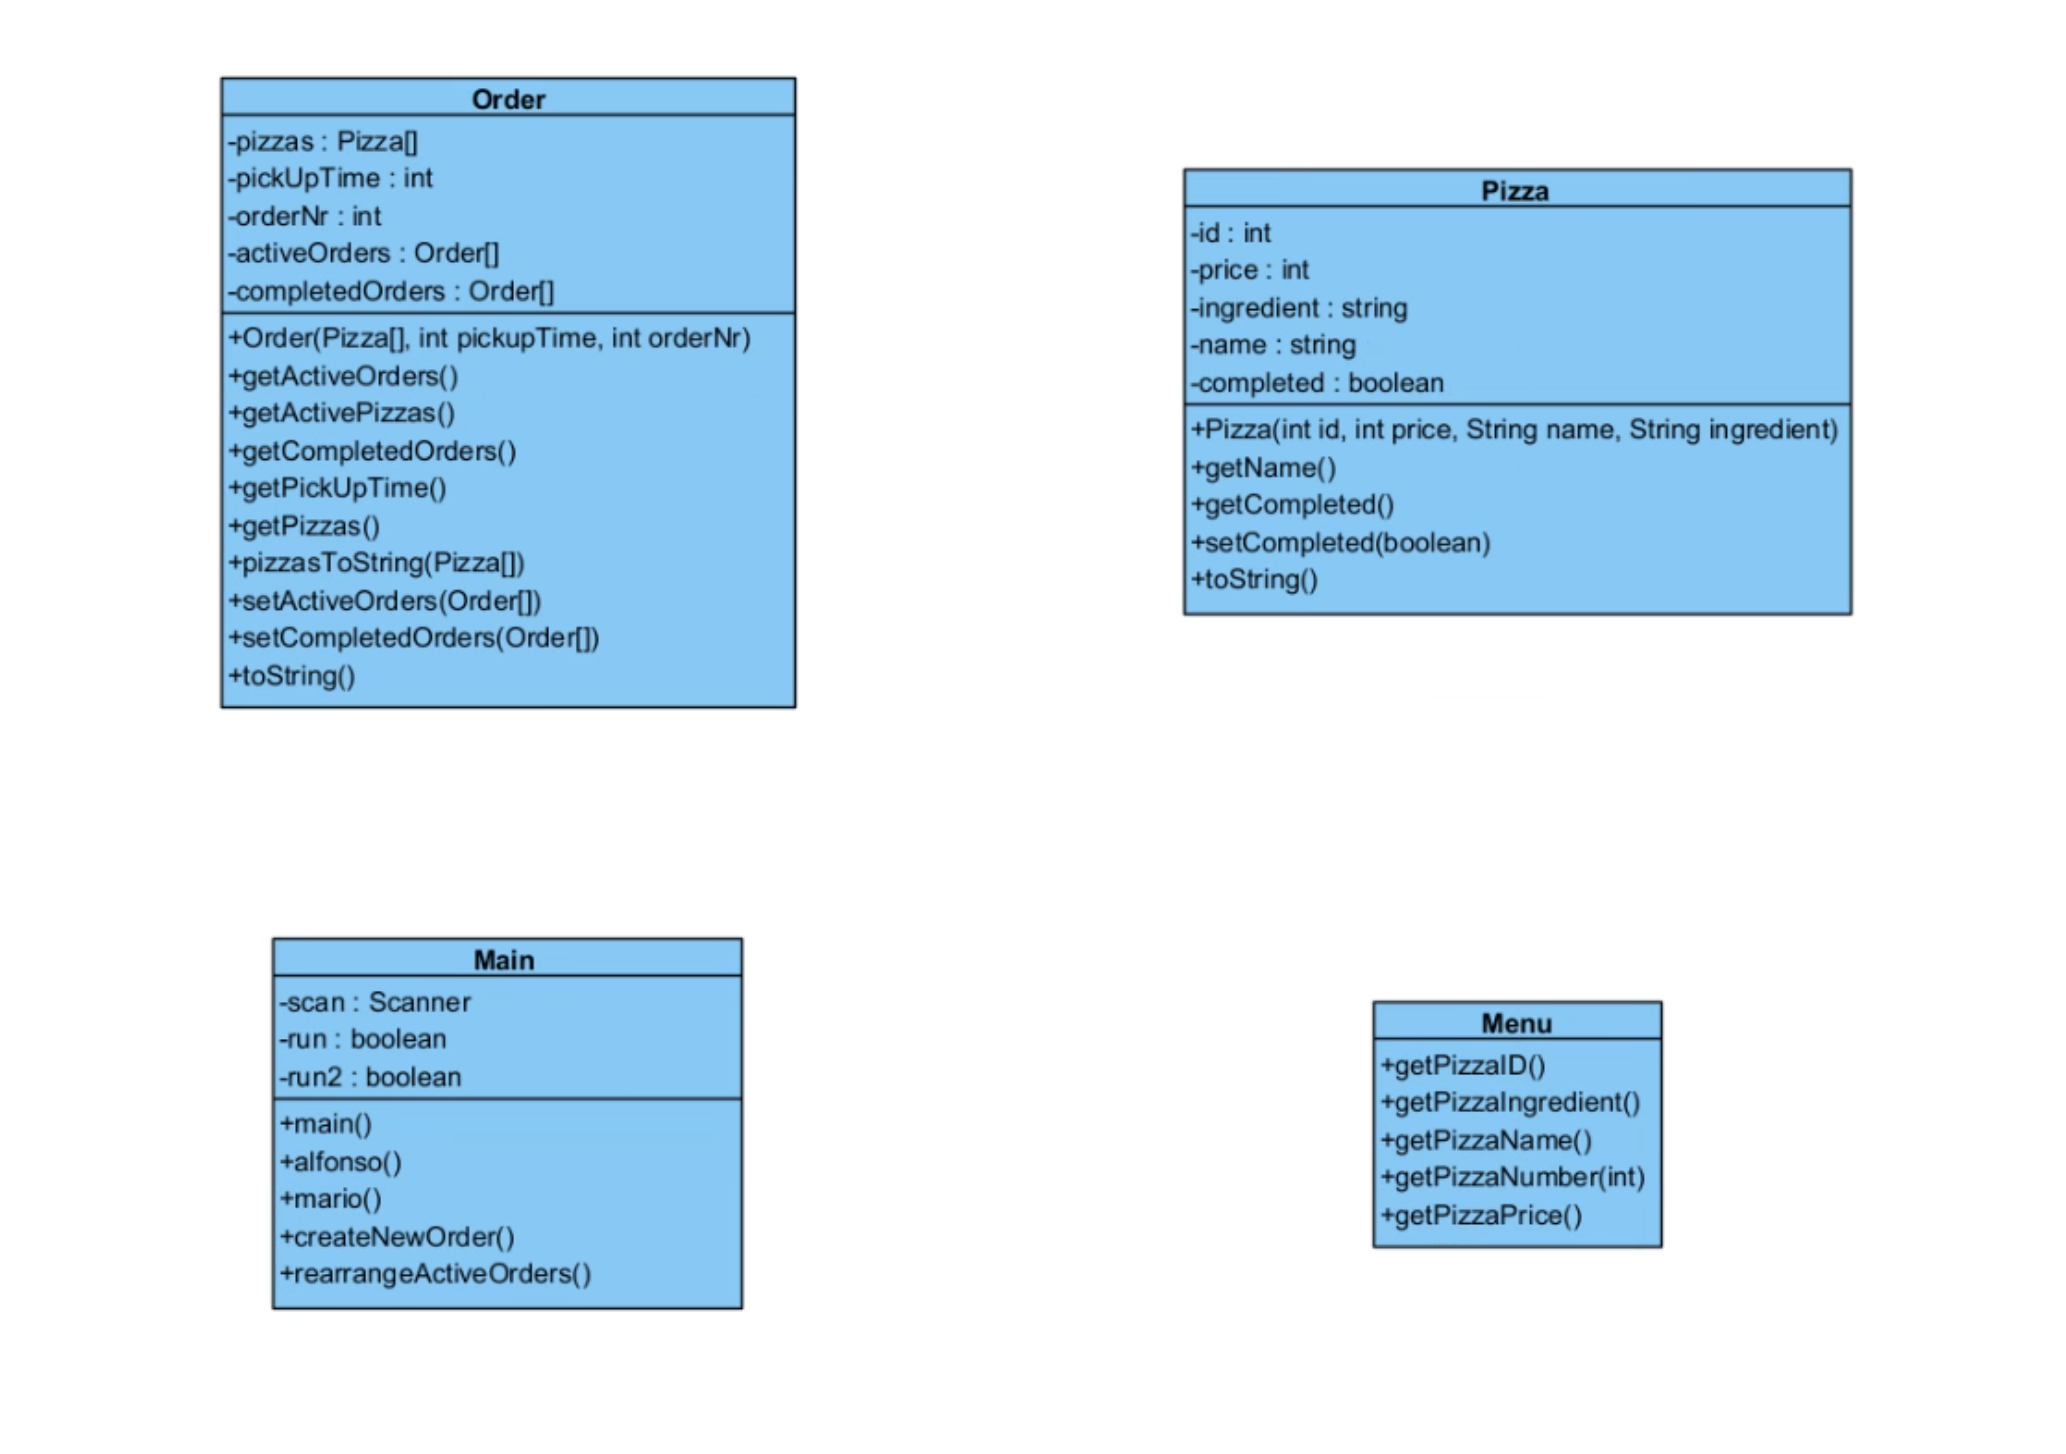 Order
-pizzas : Pizza[]
-pickUpTime : int
-orderNr : int
-activeOrders : Order[]
-completedOrders : Order[]
+Order(Pizza[], int pickupTime, int orderNr)
+getActiveOrders()
+getActivePizzas()
+getCompletedOrders()
+getPickUpTime()
+getPizzas()
+pizzasToString(Pizza[])
+setActiveOrders(Order[])
+setCompletedOrders(Order[])
+toString()
Pizza
-id : int
-price : int
-ingredient : string
-name : string
-completed : boolean
+Pizza(int id, int price, String name, String ingredient)
+getName()
+getCompleted()
+setCompleted(boolean)
+toString()
Main
-scan : Scanner
-run : boolean
-run2 : boolean
+main()
+alfonso()
+mario()
+createNewOrder()
+rearrangeActiveOrders()
Menu
+getPizzaID()
+getPizzaIngredient()
+getPizzaName()
+getPizzaNumber(int)
+getPizzaPrice()